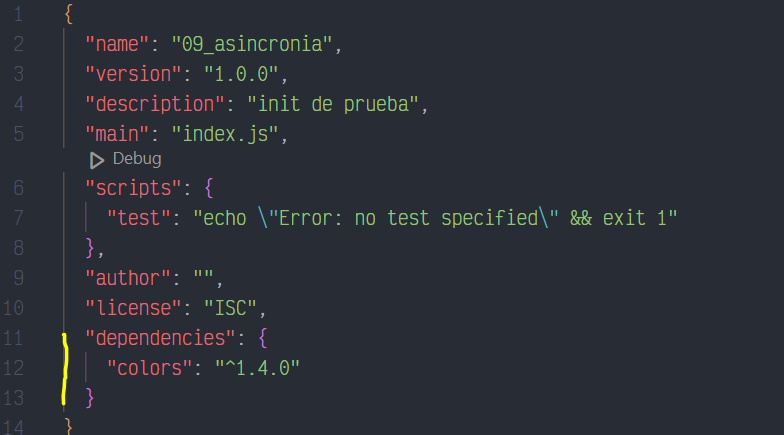 1 {
2 "name": "09_asincronia",
3 "version": "1.0.0",
4 "description": "init de prueba",
5 "main": "index.js",
Debug
6 "scripts": {
7 "test": "echo \"Error: no test specified\" && exit 1"
8 },
9 "author": "",
10 "license": "ISC",
11 "dependencies": {
12 "colors": "^1.4.0"
13 }
14 }